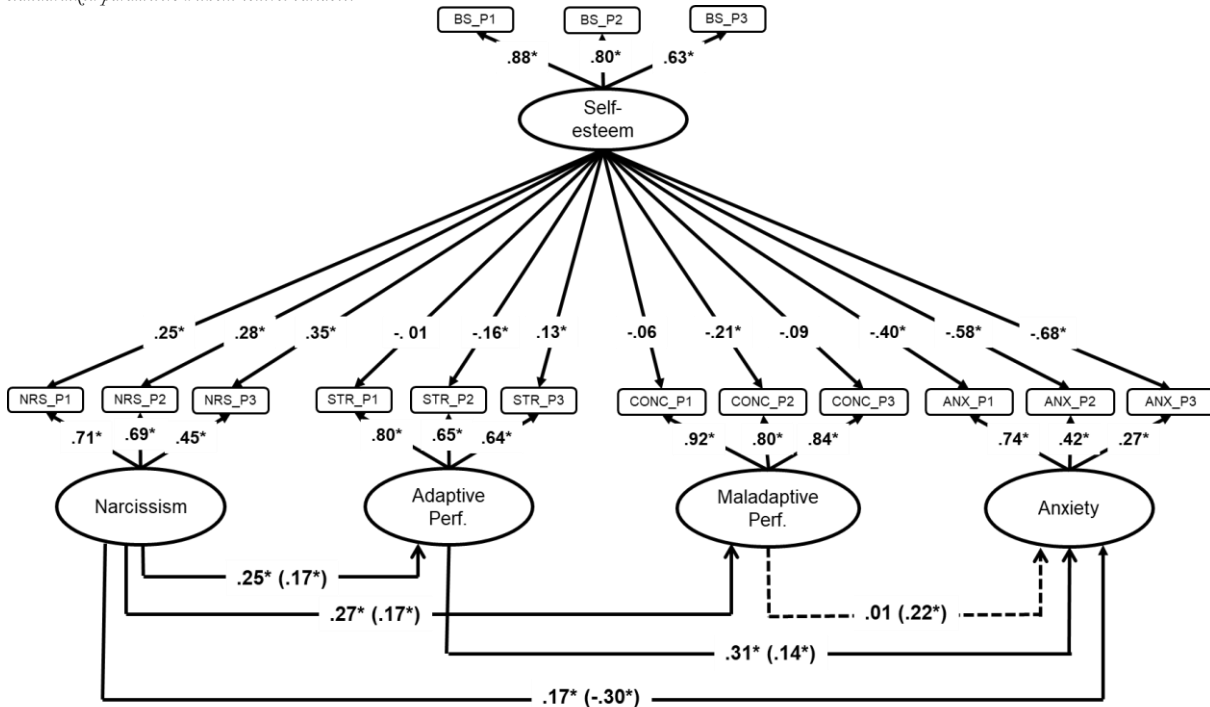 BS_P1 BS_P2 BS_P3
.88* .80* .63*
Self-
esteem
.25* .28* .35* -. 01 -.16* .13* -.06 -.21* -.09 -.40* -.58* -.68*
NRS_P1 NRS_P2 NRS_P3 STR_P1 STR_P2 STR_P3 CONC_P1 CONC_P2 CONC_P3 ANX_P1 ANX_P2 ANX_P3
.71* .69* .45* .80* .65* .64* .92* .80* .84* .74* .42* .27*
Narcissism
Adaptive
Perf.
Maladaptive
Perf.
Anxiety
.25* (.17*)
.27* (.17*)
.01 (.22*)
.31* (.14*)
.17* (-.30*)